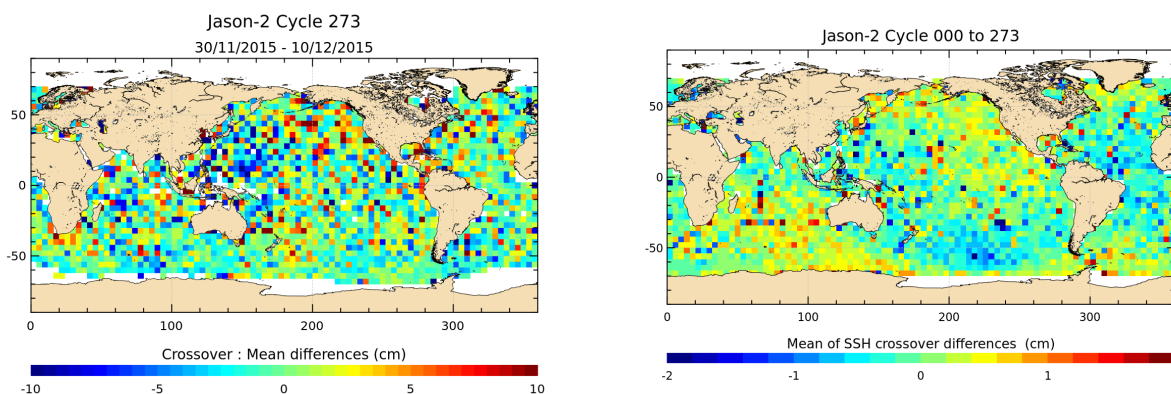 Jason-2 Cycle 273
30/11/2015 - 10/12/2015
50
0
-50
0 100 200 300
Crossover : Mean differences (cm)
-10 -5 0 5 10
Jason-2 Cycle 000 to 273
50
0
-50
0 100 200 300
Mean of SSH crossover differences (cm)
-2 -1 0 1